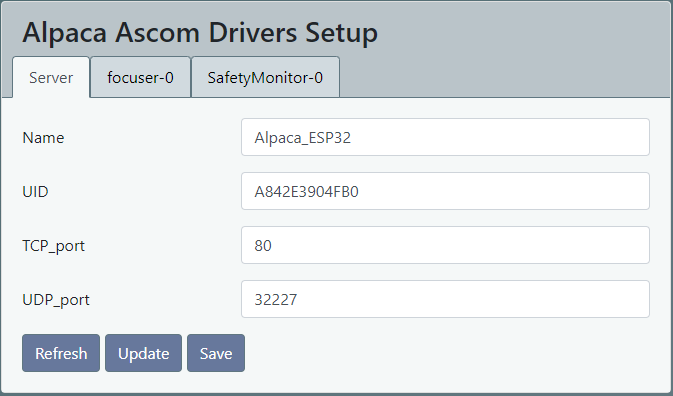 Alpaca Ascom Drivers Setup
Server focuser-0 SafetyMonitor-0
Name Alpaca_ESP32
UID A842E3904FB0
TCP_port 80
UDP_port 32227
Refresh Update Save